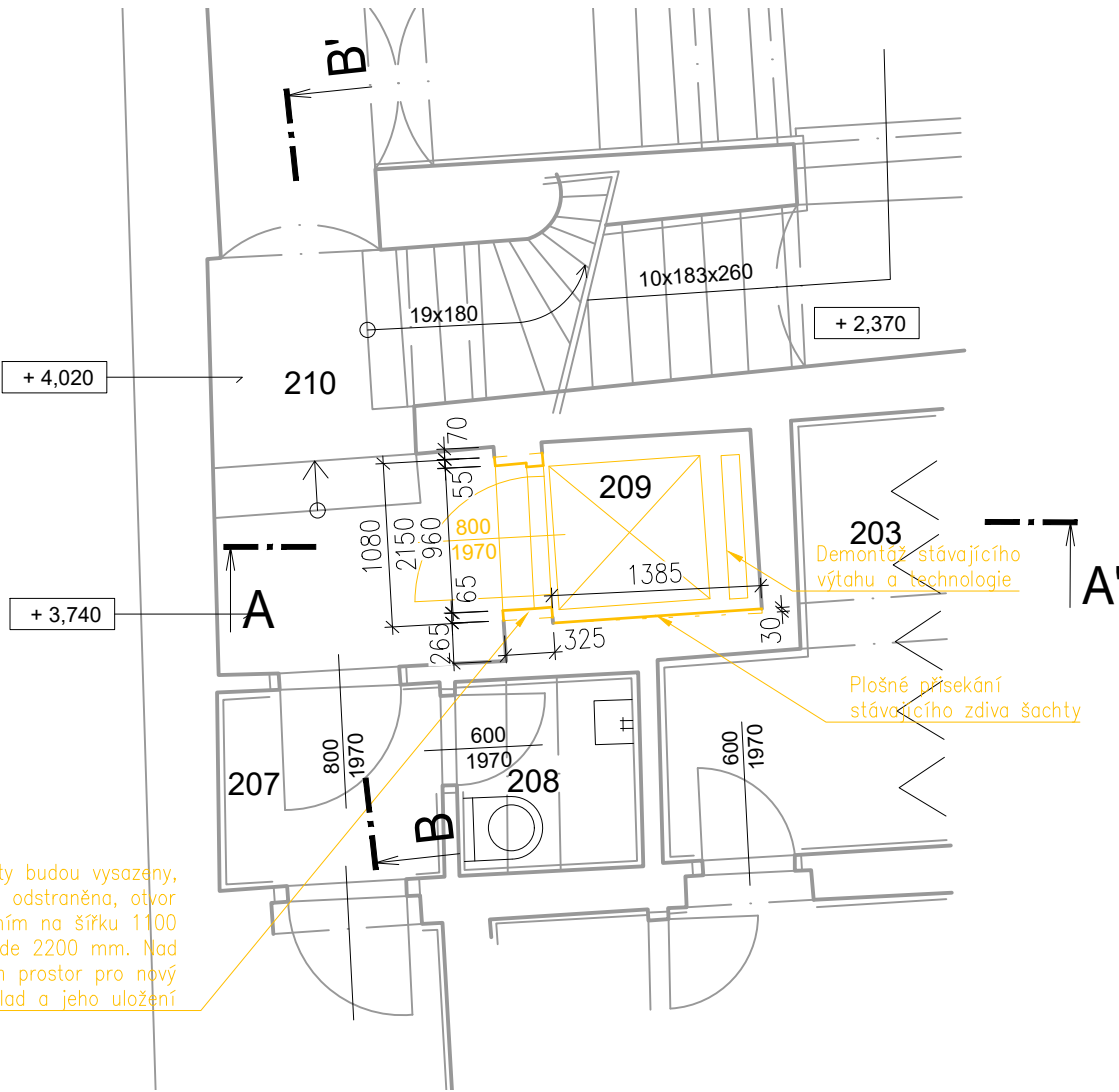 B'
19x180
10x183x260
+ 2,370
+ 4,020
210
70
55
1080
2150
960
65
265
800
1970
209
1385
325
30
203
Demontáž stávajícího
výtahu a technologie
A
A'
+ 3,740
Plošné přisekání
stávajícího zdiva šachty
207
800
1970
600
1970
208
600
1970
B
ty budou vysazeny,
odstraněna, otvor
ním na šířku 1100
de 2200 mm. Nad
prostor pro nový
lad a jeho uložení